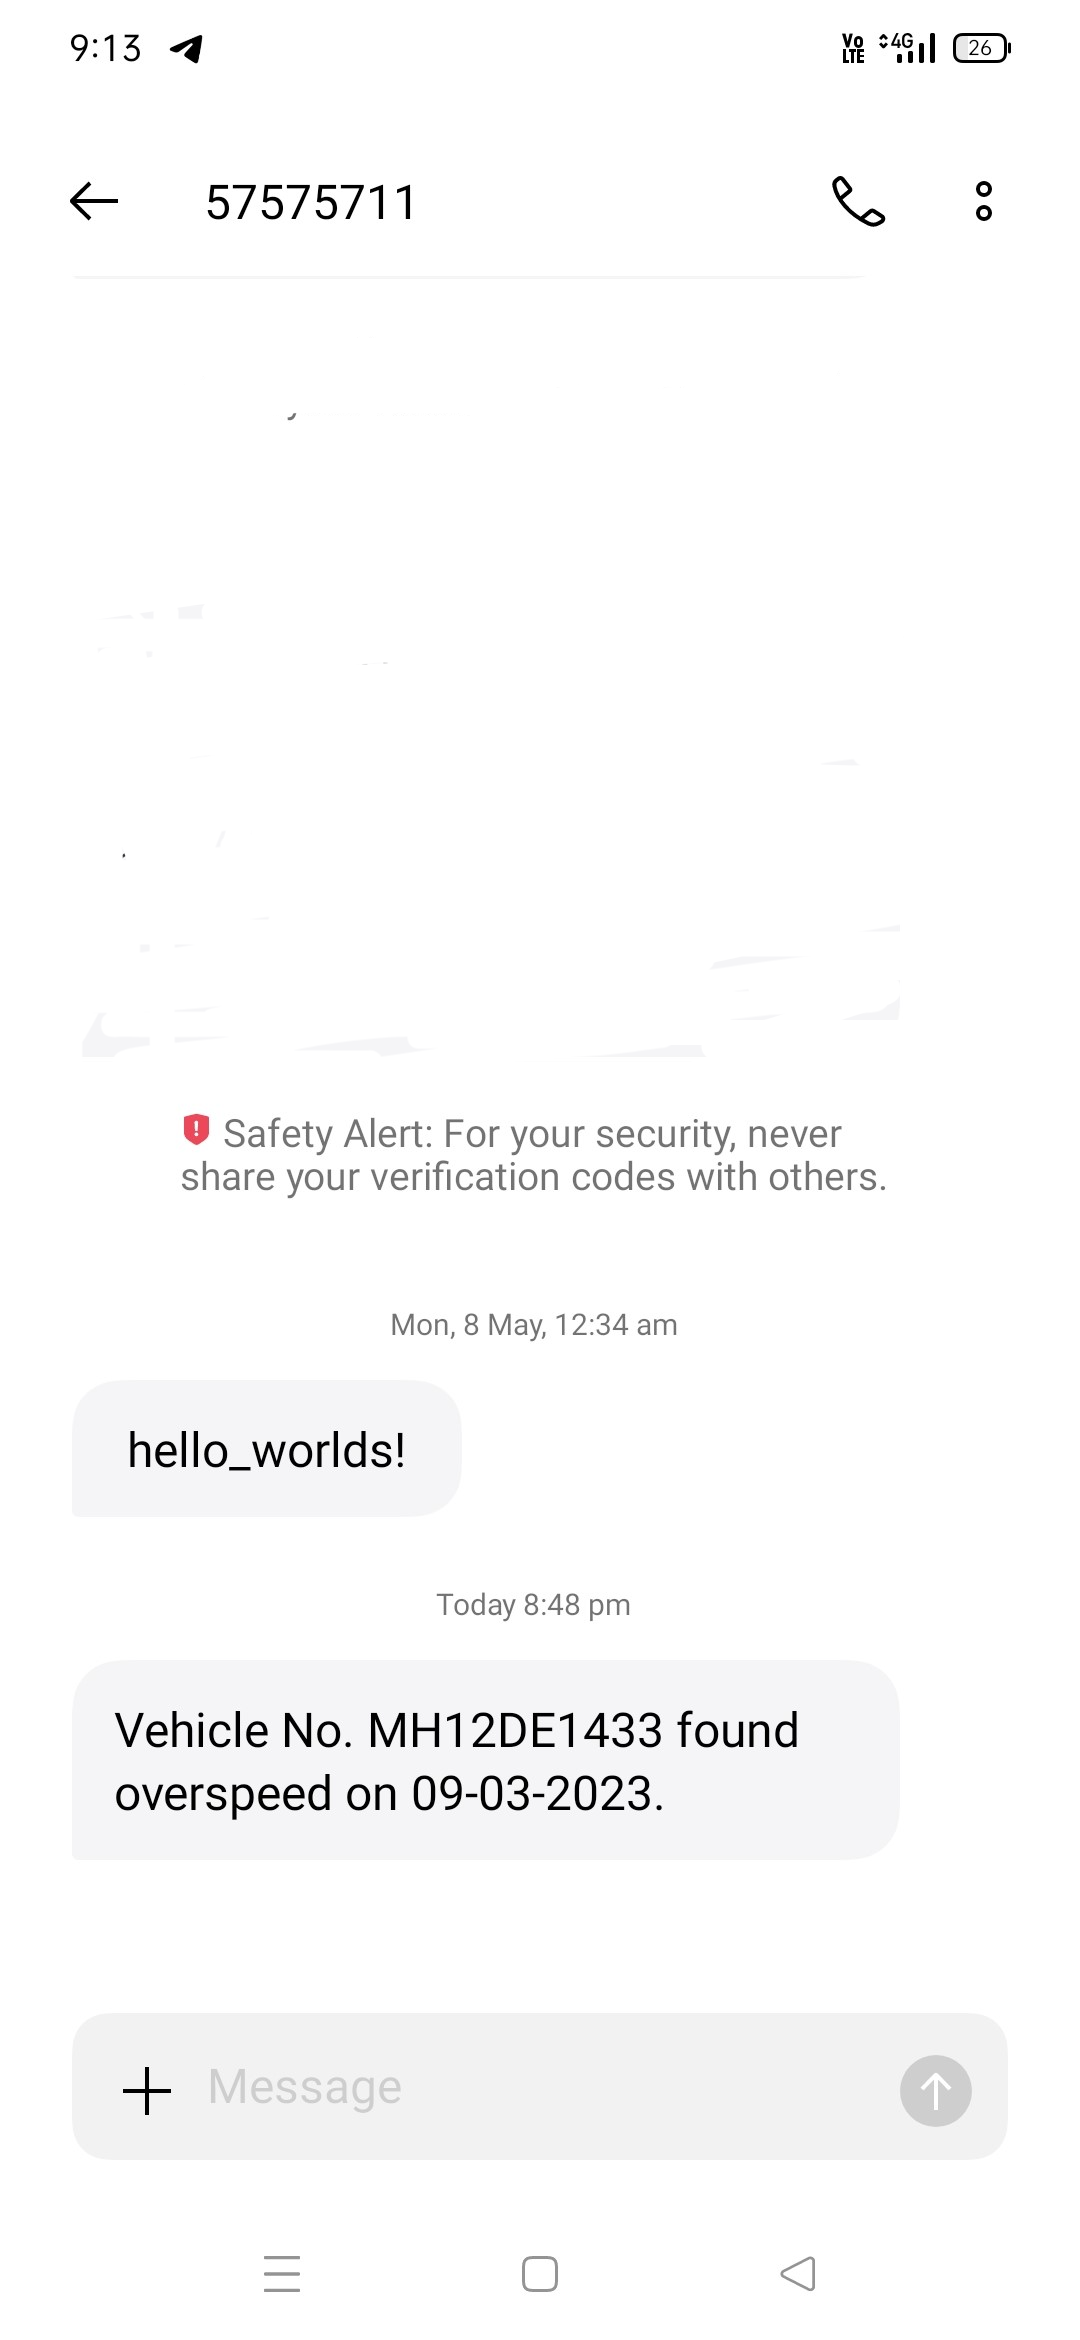 9:13
Vo
LTE
4G
26
57575711
Safety Alert: For your security, never
share your verification codes with others.
Mon, 8 May, 12:34 am
hello_worlds!
Today 8:48 pm
Vehicle No. MH12DE1433 found
overspeed on 09-03-2023.
Message